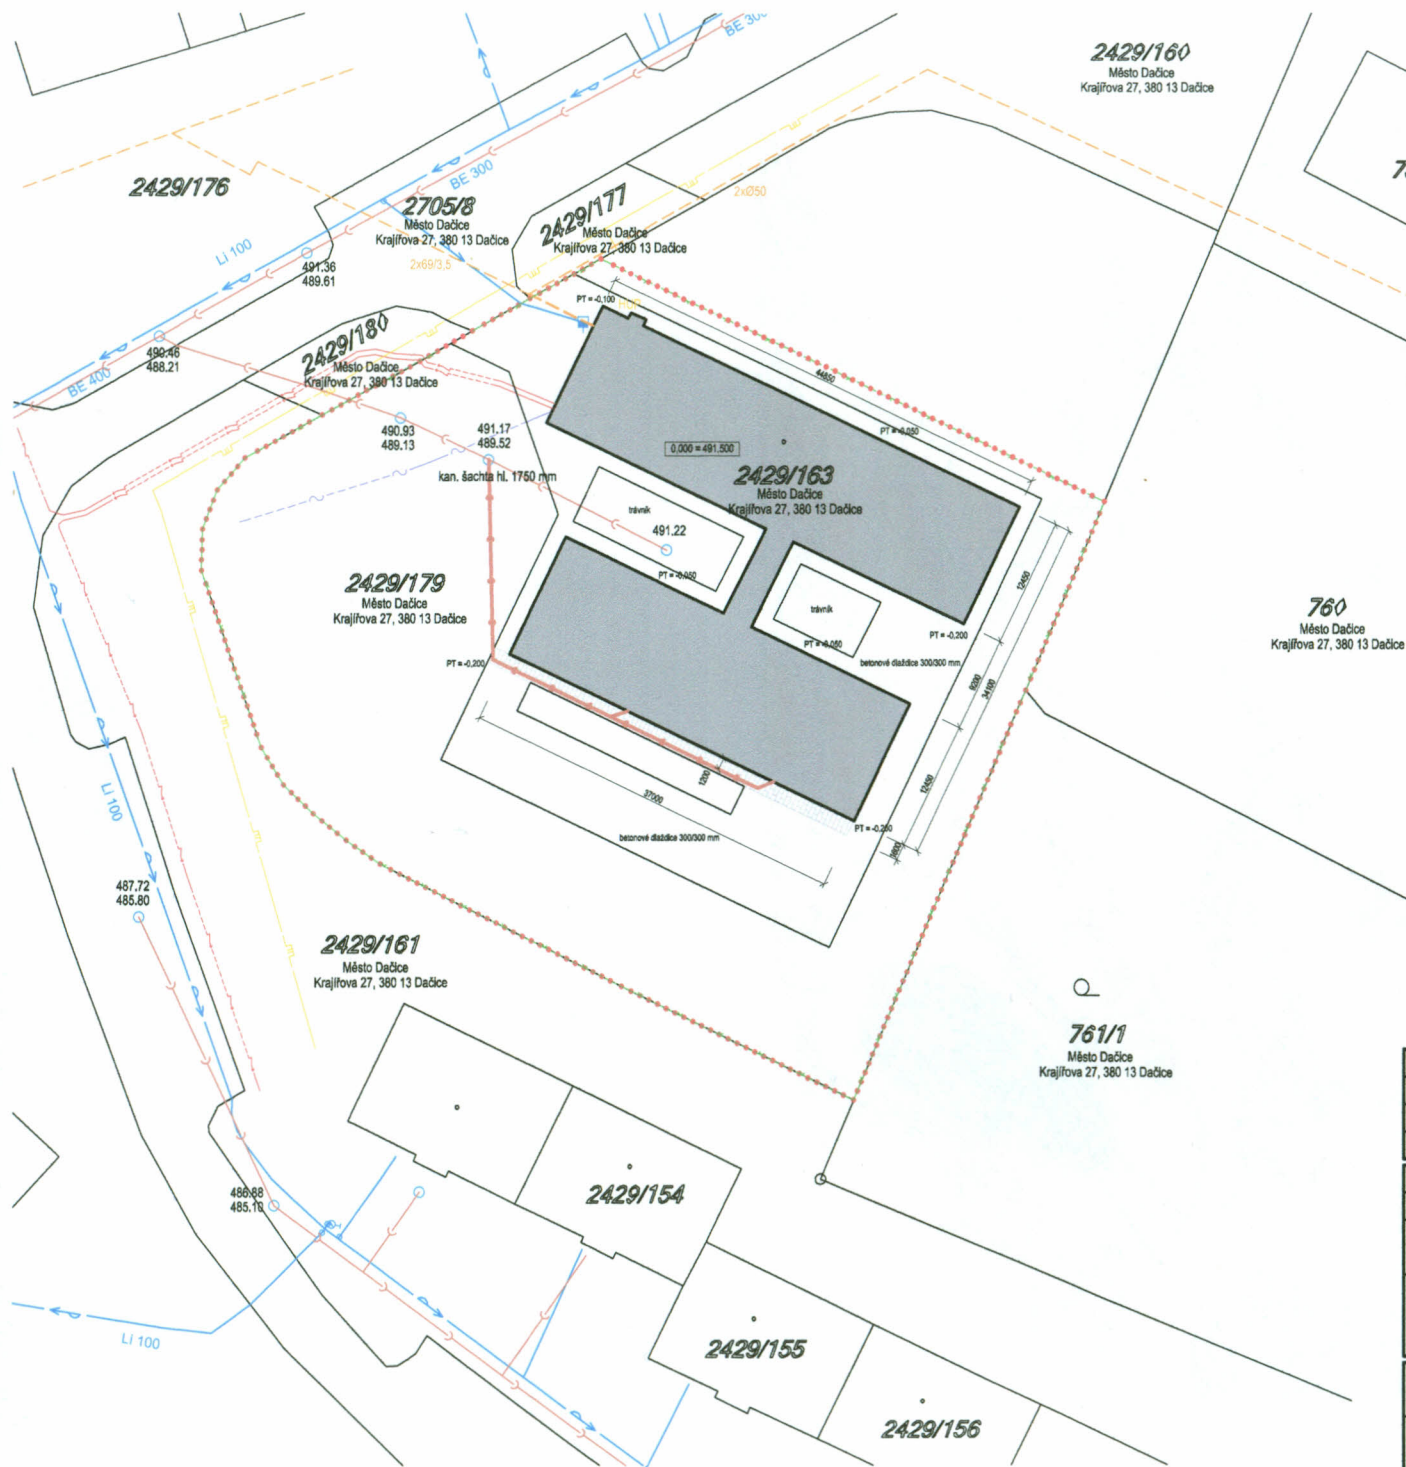 BE 300
2429/160
Město Dačice
Krajířova 27, 380 13 Dačice
2429/176
BE 300
2705/8
Město Dačice
Krajířova 27, 380 13 Dačice
2429/177
Město Dačice
Krajířova 27, 380 13 Dačice
2xØ50
Li 100
2x69/3,5
491.36
489.61
PT = -0,100
HUP
2429/180
Město Dačice
Krajířova 27, 380 13 Dačice
490.46
488.21
BE 400
44850
490.93
489.13
491.17
489.52
kan. šachta hl. 1750 mm
PT = -0,050
0,000 = 491,500
2429/163
Město Dačice
Krajířova 27, 380 13 Dačice
trávník
491.22
PT = -0,050
trávník
PT = -0,050
12450
PT = -0,200
betonové dlaždice 300/300 mm
2429/179
Město Dačice
Krajířova 27, 380 13 Dačice
760
Město Dačice
Krajířova 27, 380 13 Dačice
PT = -0,200
9200
34100
12450
1200
37000
betonové dlaždice 300/300 mm
PT = -0,200
Li 100
487.72
485.80
2429/161
Město Dačice
Krajířova 27, 380 13 Dačice
761/1
Město Dačice
Krajířova 27, 380 13 Dačice
486.88
485.10
2429/154
Li 100
2429/155
2429/156